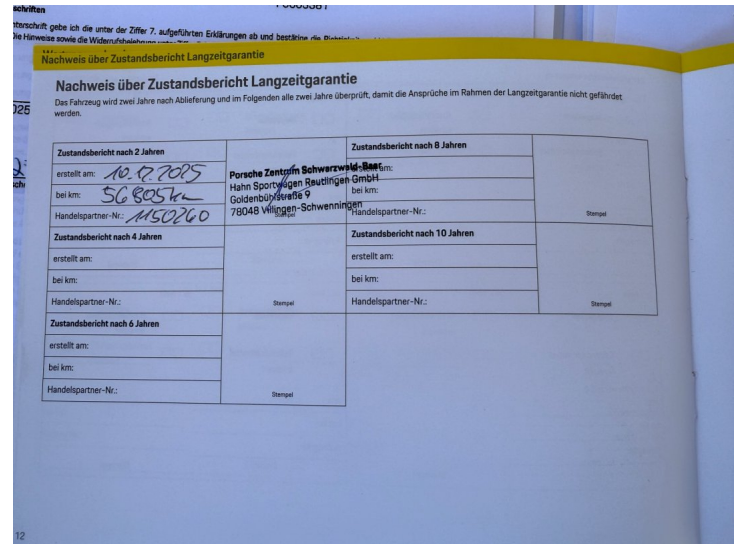 schriften
nterschrift gebe ich die unter der Ziffer 7. aufgeführten Erklärungen ab und bestätige die
Die Hinweise sowie die Widerrufsbelehrung
025
Nachweis über Zustandsbericht Langzeitgarantie
Nachweis über Zustandsbericht Langzeitgarantie
Das Fahrzeug wird zwei Jahre nach Ablieferung und im Folgenden alle zwei Jahre überprüft, damit die Ansprüche im Rahmen der Langzeitgarantie nicht gefährdet
werden.
Zustandsbericht nach 2 Jahren
erstellt am: 10.12.2025
bei km: 56805km
Handelspartner-Nr.: 1150260
Porsche Zentrum Schwarzwald-Baar
Hahn Sportwagen Reutlingen GmbH
Goldenbühlstraße 9
78048 Villingen-Schwenningen
Stempel
Zustandsbericht nach 8 Jahren
erstellt am:
bei km:
Handelspartner-Nr.:
Stempel
Zustandsbericht nach 4 Jahren
erstellt am:
bei km:
Handelspartner-Nr.:
Stempel
Zustandsbericht nach 10 Jahren
erstellt am:
bei km:
Handelspartner-Nr.:
Stempel
Zustandsbericht nach 6 Jahren
erstellt am:
bei km:
Handelspartner-Nr.:
Stempel
12